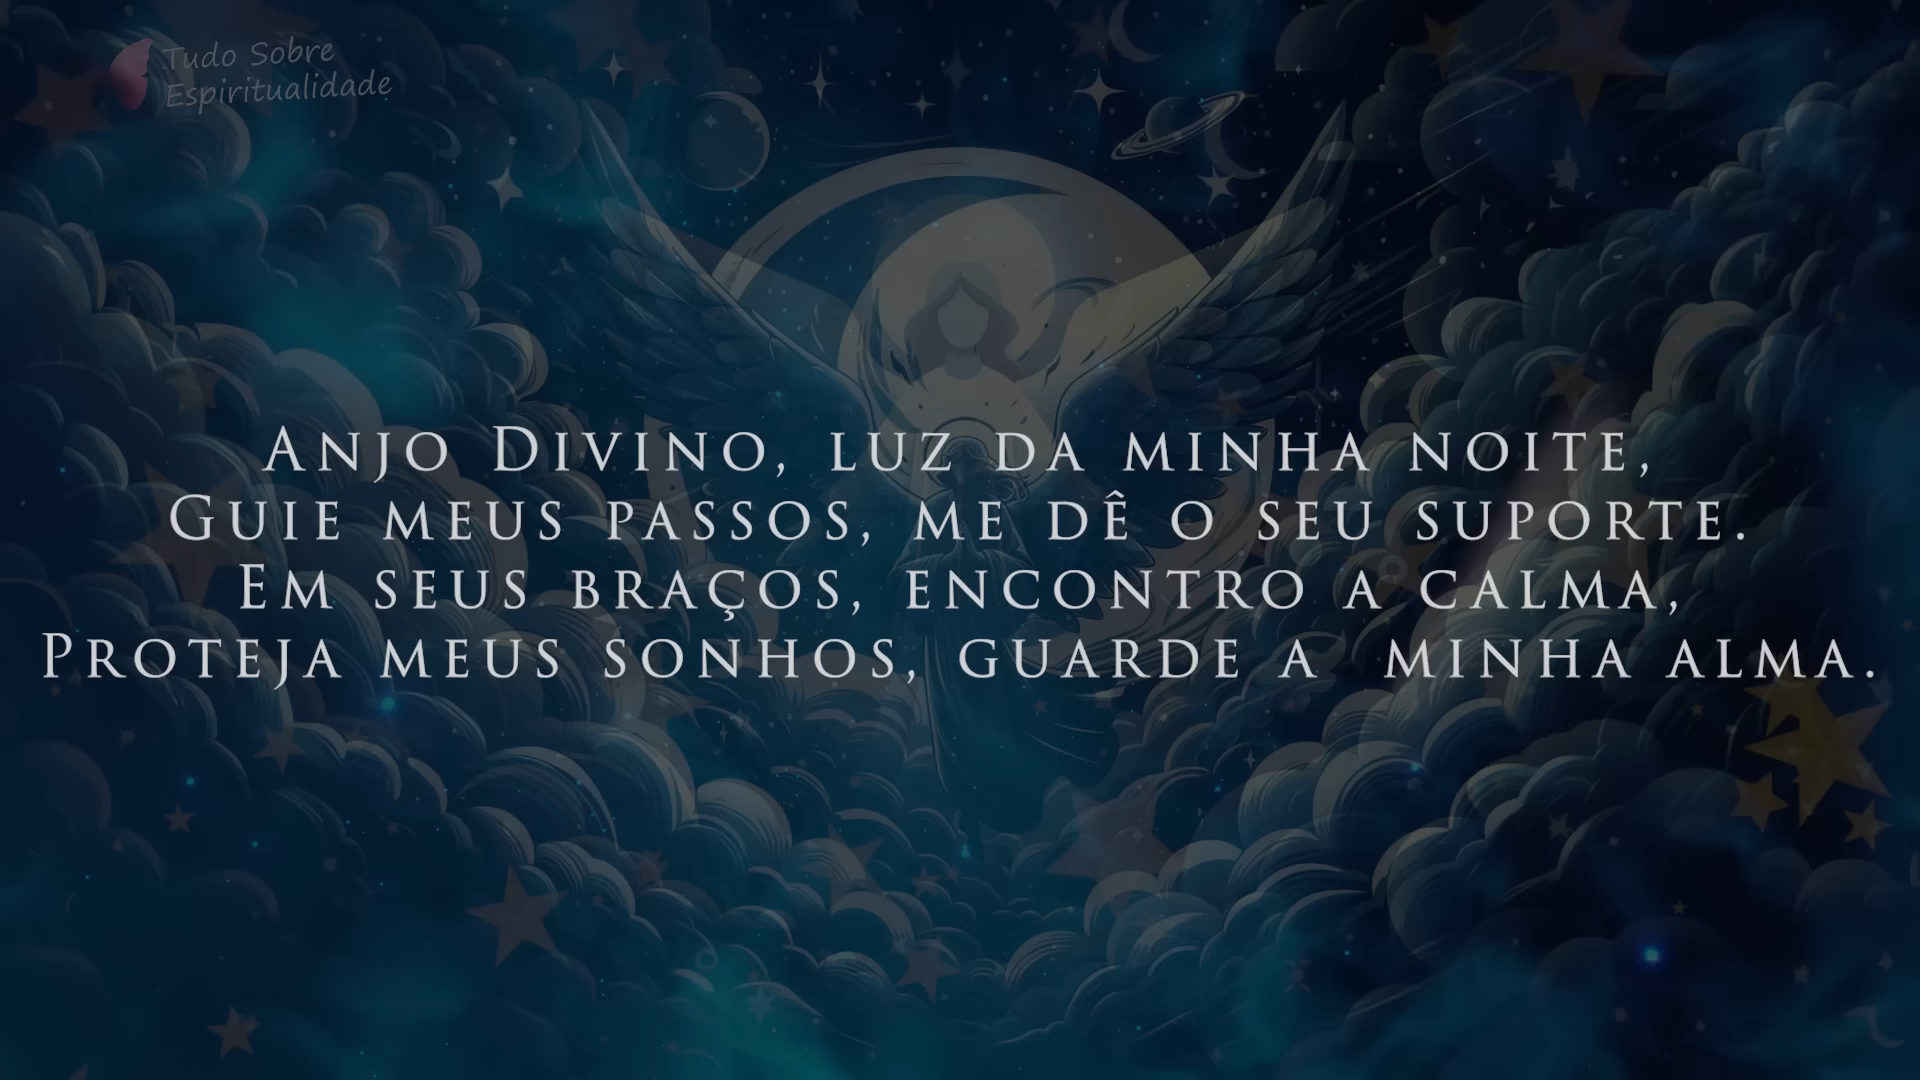 Tudo Sobre
Espiritualidade
Anjo Divino, luz da minha noite,
Guie meus passos, me dê o seu suporte.
Em seus braços, encontro a calma,
Proteja meus sonhos, guarde a minha alma.